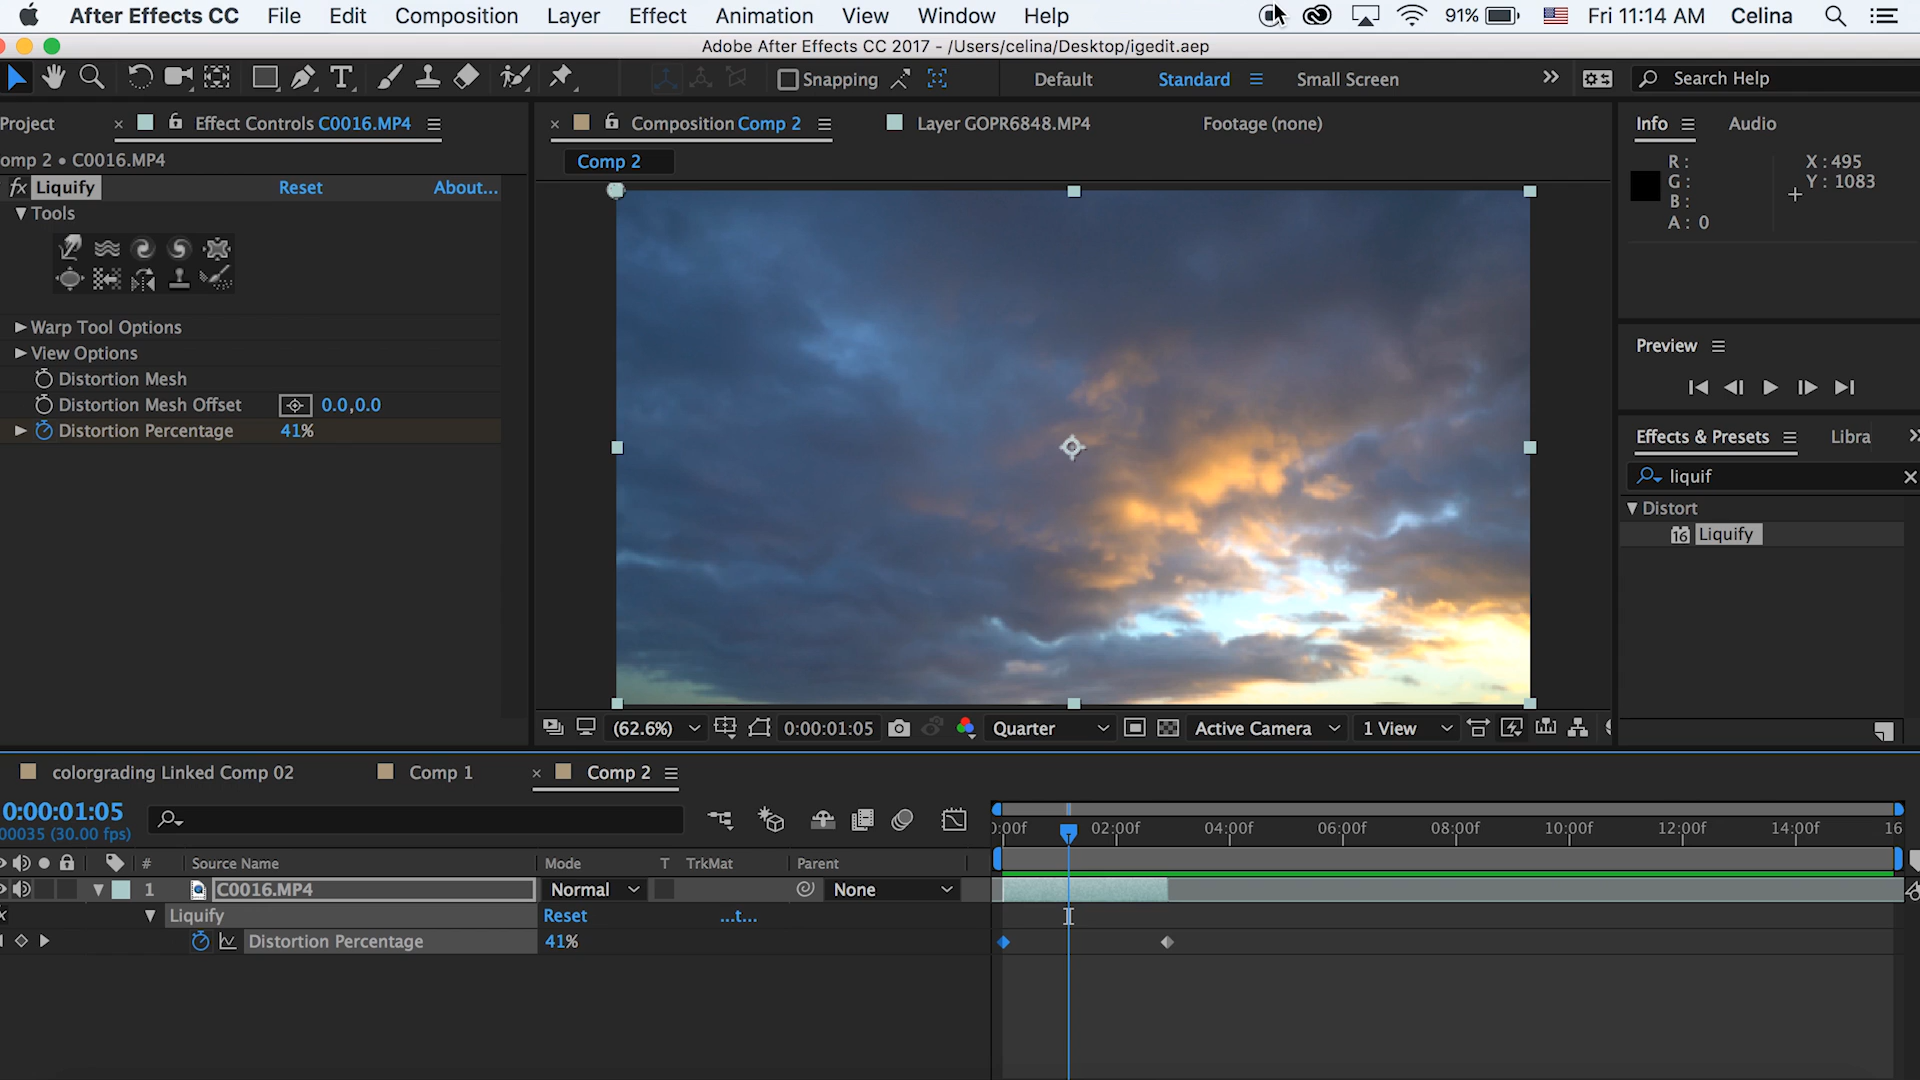 After Effects CC File Edit Composition Layer Effect Animation View Window Help 91% Fri 11:14 AM Celina
Adobe After Effects CC 2017 - /Users/celina/Desktop/igedit.aep
T Snapping Default Standard Small Screen Search Help
Project Effect Controls C0016.MP4 Composition Comp 2 Layer GOPR6848.MP4 Footage (none) Info Audio
omp 2 • C0016.MP4
Comp 2
R :
G :
B :
A : 0
X : 495
Y : 1083
fx Liquify Reset About...
Tools
Warp Tool Options
View Options
Distortion Mesh
Distortion Mesh Offset 0.0,0.0
Distortion Percentage 41%
Preview
Effects & Presets Libra
liquif
Distort
16 Liquify
(62.6%) 0:00:01:05 Quarter Active Camera 1 View
colorgrading Linked Comp 02 Comp 1 Comp 2
0:00:01:05
00035 (30.00 fps)
0:00f 02:00f 04:00f 06:00f 08:00f 10:00f 12:00f 14:00f 16
# Source Name Mode T TrkMat Parent
1 C0016.MP4 Normal None
Liquify Reset ...t...
Distortion Percentage 41%